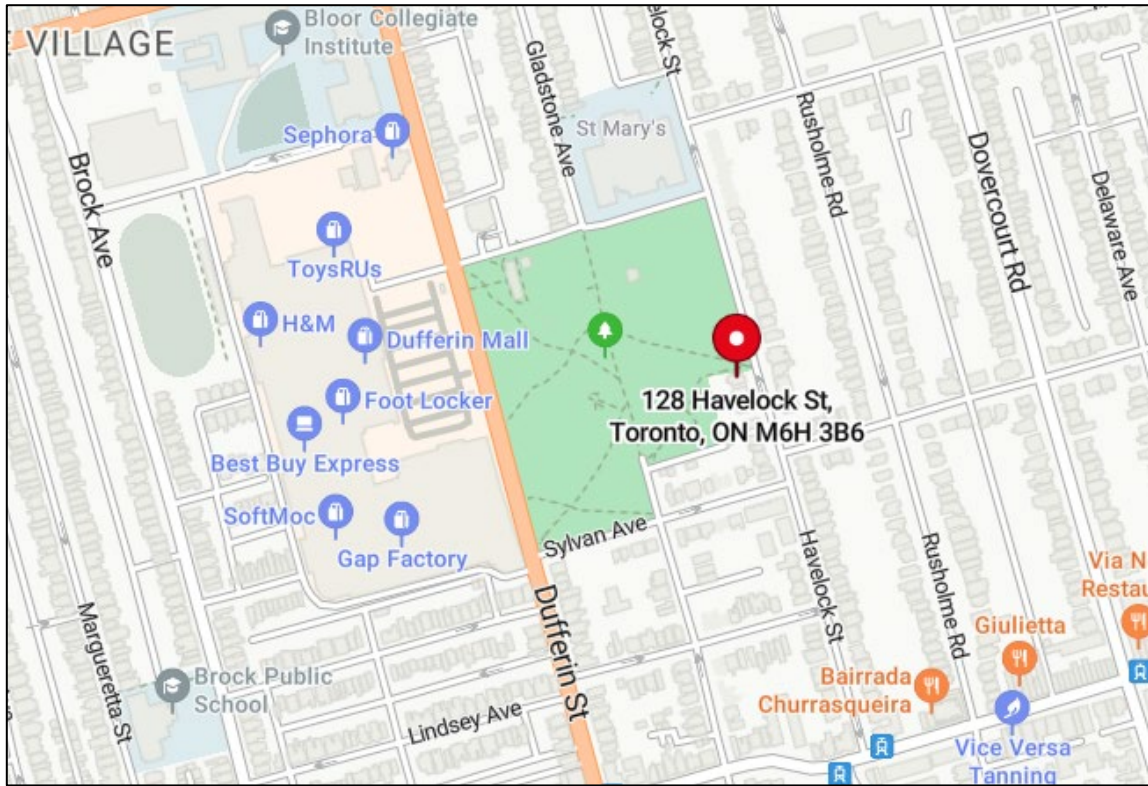 E VILLAGE
Bloor Collegiate
Institute
elock St
Gladstone Ave
Sephora
St Mary's
Rusholme Rd
Dovercourt Rd
Delaware Ave
Brock Ave
ToysRUs
H&M
Dufferin Mall
Foot Locker
128 Havelock St,
Toronto, ON M6H 3B6
Best Buy Express
SoftMoc
Gap Factory
Sylvan Ave
Havelock St
Rusholme Rd
Via N
Restau
Dufferin St
Giulietta
Margueretta St
Brock Public
School
Bairrada
Churrasqueira
Lindsey Ave
Vice Versa
Tanning